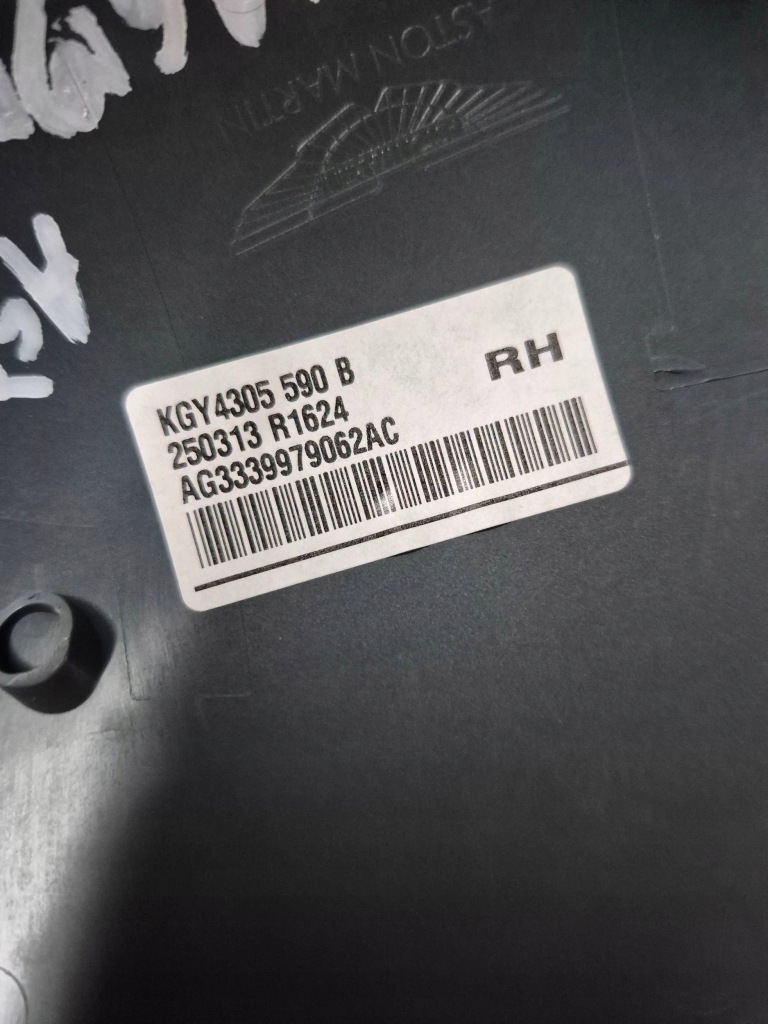 ASTON MARTIN
KGY4305 590 B
RH
250313 R1624
AG3339979062AC